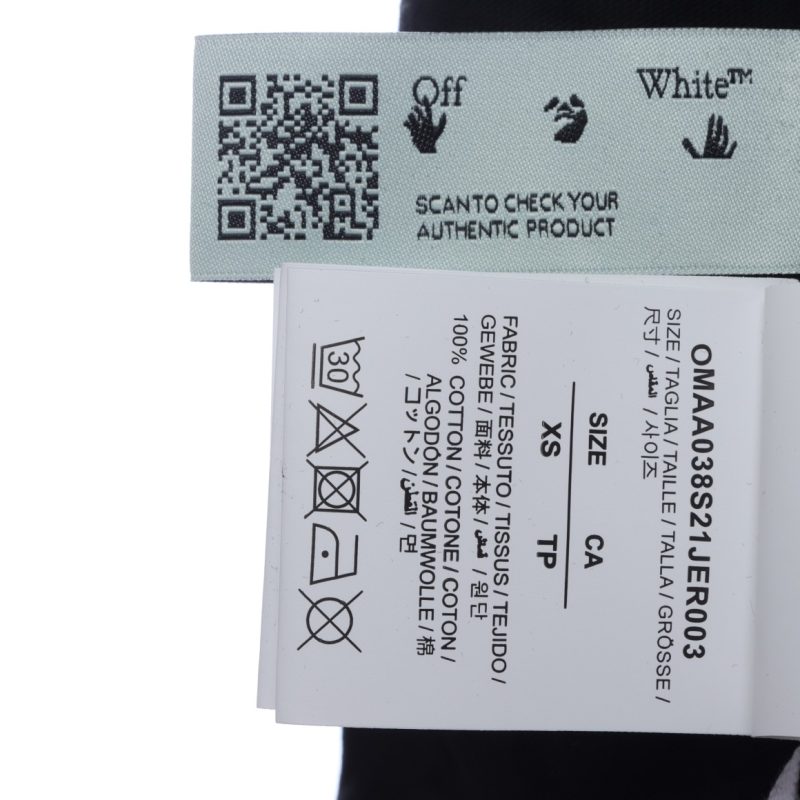 Off White™
SCAN TO CHECK YOUR
AUTHENTIC PRODUCT
OMAA038S21JER003
SIZE / TAGLIA / TAILLE / TALLA / GRÖSSE /
尺寸 / المقاس / 사이즈
SIZE CA
XS TP
FABRIC / TESSUTO / TISSUS / TEJIDO /
GEWEBE / 面料 / 本体 / قماش / 원단
100% COTTON / COTONE / COTON /
ALGODÓN / BAUMWOLLE / 棉
/ コットン / القطن / 면
30